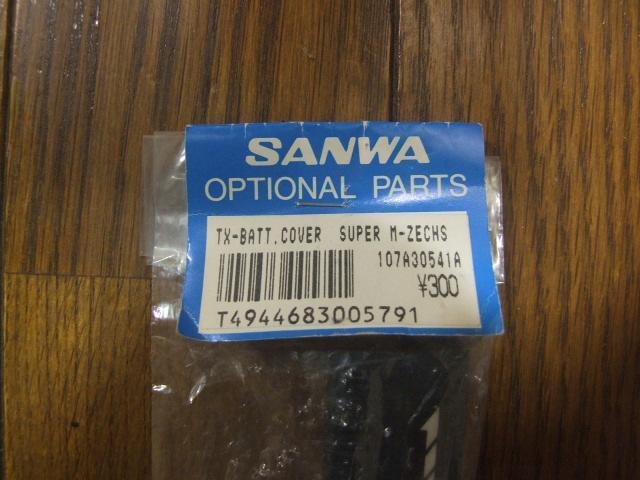 SANWA
OPTIONAL PARTS
TX-BATT.COVER SUPER M-ZECHS
107A30541A
¥300
T4944683005791